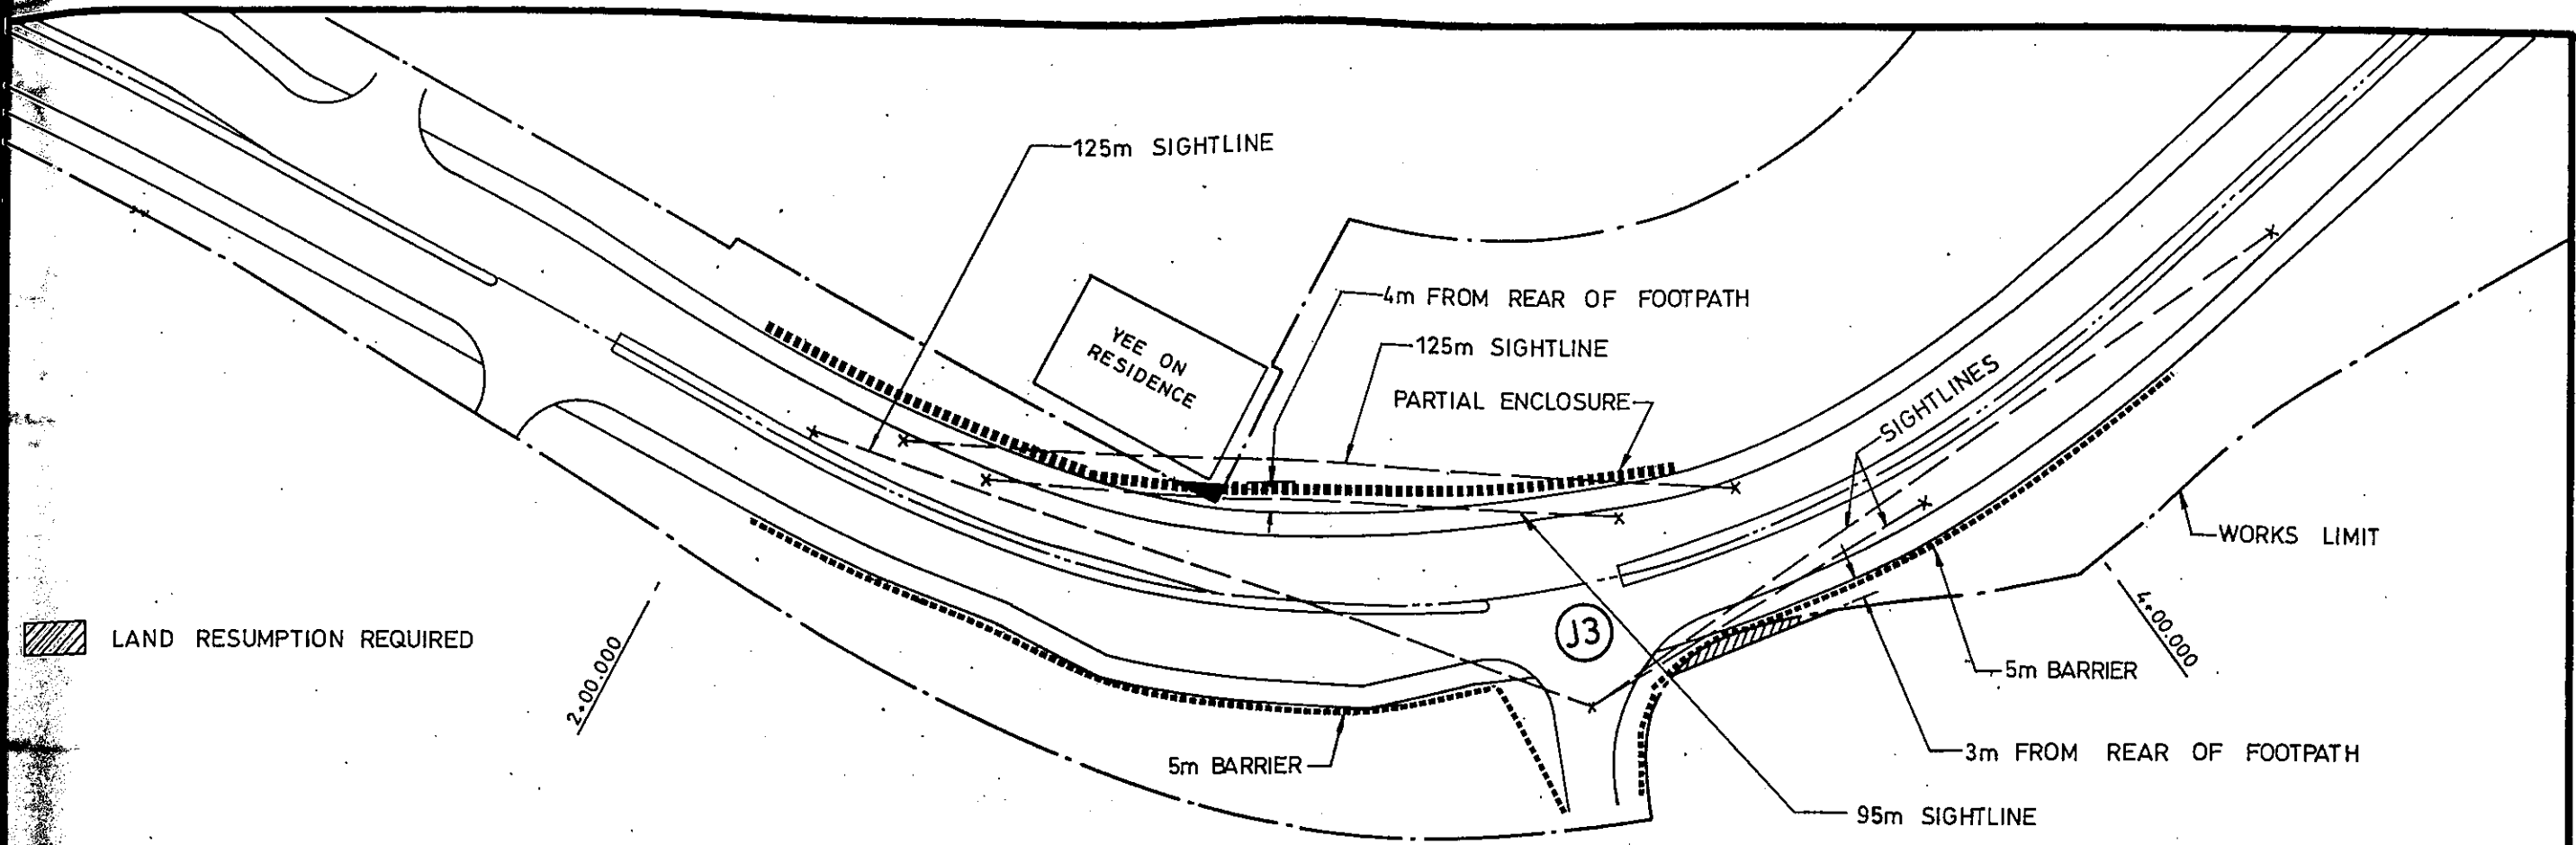 125m SIGHTLINE
4m FROM REAR OF FOOTPATH
YEE ON
RESIDENCE
125m SIGHTLINE
PARTIAL ENCLOSURE
SIGHTLINES
WORKS LIMIT
LAND RESUMPTION REQUIRED
2+00.000
J3
4+00.000
5m BARRIER
5m BARRIER
3m FROM REAR OF FOOTPATH
95m SIGHTLINE